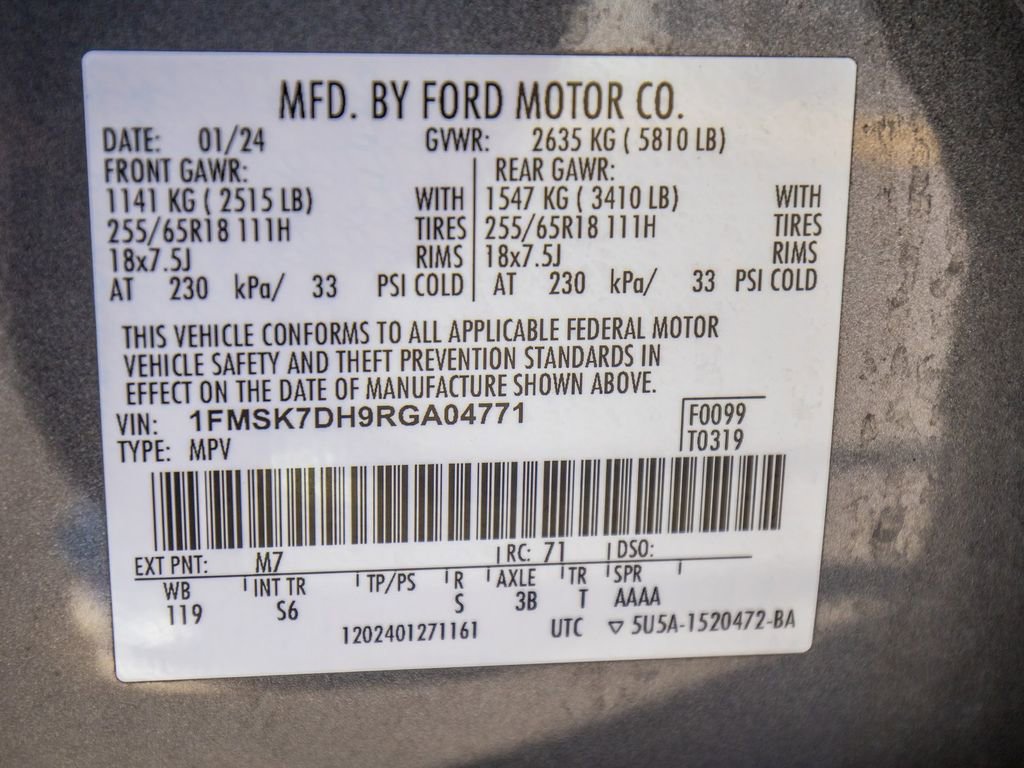 MFD. BY FORD MOTOR CO.
DATE: 01/24 GVWR: 2635 KG ( 5810 LB)
FRONT GAWR: REAR GAWR:
1141 KG ( 2515 LB) WITH 1547 KG ( 3410 LB) WITH
255/65R18 111H TIRES 255/65R18 111H TIRES
18x7.5J RIMS 18x7.5J RIMS
AT 230 kPa/ 33 PSI COLD AT 230 kPa/ 33 PSI COLD
THIS VEHICLE CONFORMS TO ALL APPLICABLE FEDERAL MOTOR
VEHICLE SAFETY AND THEFT PREVENTION STANDARDS IN
EFFECT ON THE DATE OF MANUFACTURE SHOWN ABOVE.
VIN: 1FMSK7DH9RGA04771 F0099
TYPE: MPV T0319
EXT PNT: M7 RC: 71 DSO:
WB INT TR TP/PS R AXLE TR SPR
119 S6 S 3B T AAAA
1202401271161 UTC ▽ 5U5A-1520472-BA